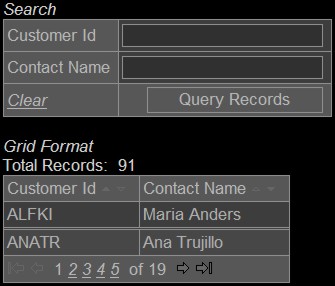 Search
Customer Id
Contact Name
Clear Query Records
Grid Format
Total Records: 91
Customer Id Contact Name
ALFKI Maria Anders
ANATR Ana Trujillo
1 2 3 4 5 of 19